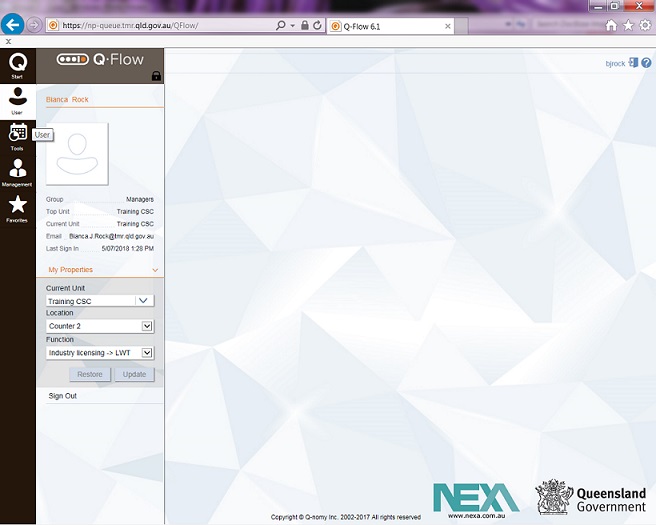 https://np-queue.tmr.qld.gov.au/QFlow/
Q-Flow 6.1
x
Start
User
Tools
Management
Favorites
User
Q·Flow
bjrock
Bianca Rock
Group Managers
Top Unit Training CSC
Current Unit Training CSC
Email Bianca.J.Rock@tmr.qld.gov.au
Last Sign In 5/07/2018 1:28 PM
My Properties
Current Unit
Training CSC
Location
Counter 2
Function
Industry licensing -> LWT
Restore Update
Sign Out
NEXA
www.nexa.com.au
Queensland
Government
Copyright © Q-nomy Inc. 2002-2017 All rights reserved